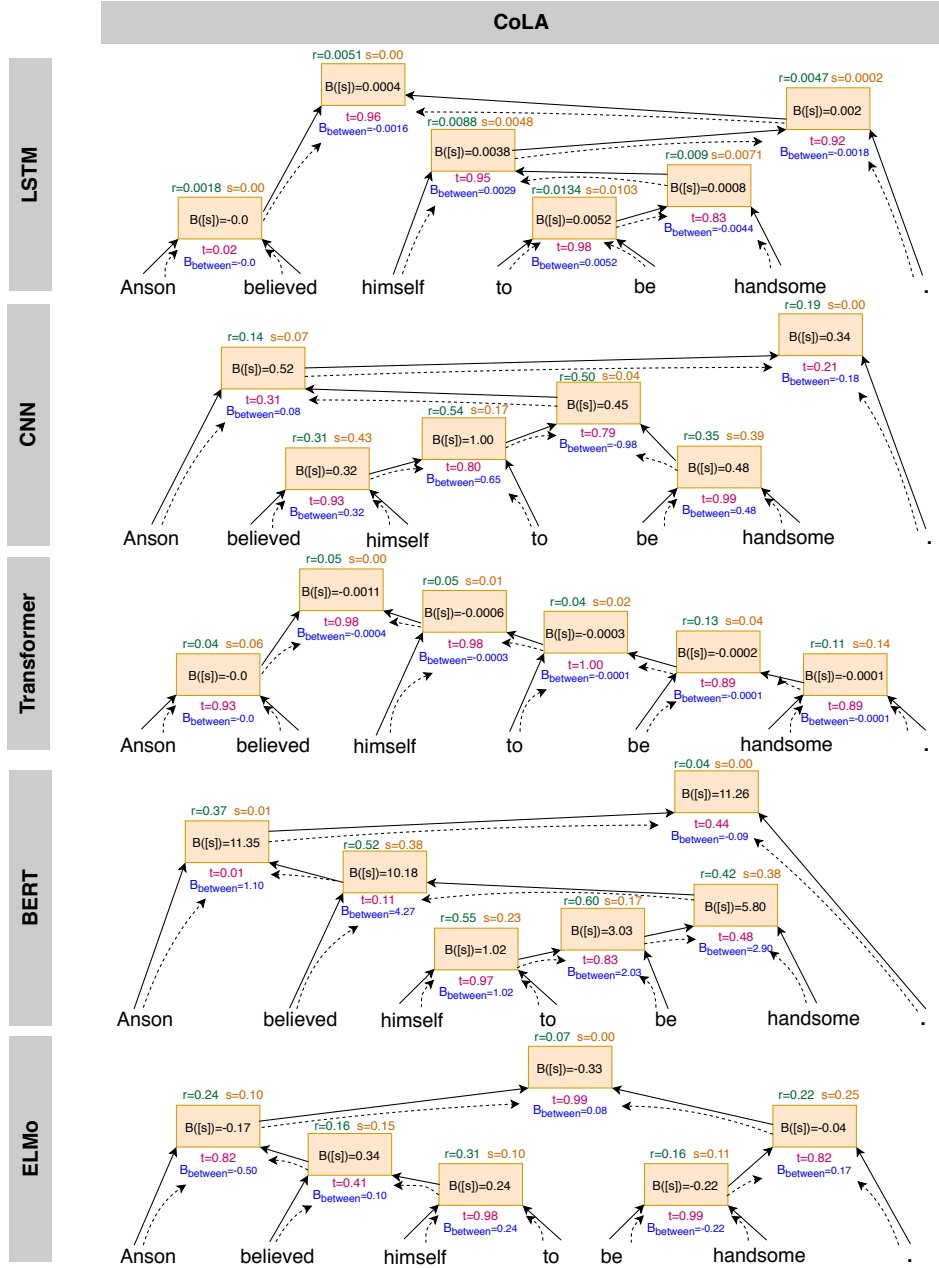 CoLA
LSTM
r=0.0051 s=0.00
B([s])=0.0004
t=0.96
Bbetween=-0.0016
r=0.0047 s=0.0002
B([s])=0.002
t=0.92
Bbetween=-0.0018
r=0.0088 s=0.0048
B([s])=0.0038
t=0.95
Bbetween=0.0029
r=0.009 s=0.0071
B([s])=0.0008
t=0.83
Bbetween=-0.0044
r=0.0018 s=0.00
B([s])=-0.0
t=0.02
Bbetween=-0.0
r=0.0134 s=0.0103
B([s])=0.0052
t=0.98
Bbetween=0.0052
Anson believed himself to be handsome .
CNN
r=0.19 s=0.00
B([s])=0.34
t=0.21
Bbetween=-0.18
r=0.14 s=0.07
B([s])=0.52
t=0.31
Bbetween=0.08
r=0.50 s=0.04
B([s])=0.45
t=0.79
Bbetween=-0.98
r=0.54 s=0.17
B([s])=1.00
t=0.80
Bbetween=0.65
r=0.31 s=0.43
B([s])=0.32
t=0.93
Bbetween=0.32
r=0.35 s=0.39
B([s])=0.48
t=0.99
Bbetween=0.48
Anson believed himself to be handsome .
Transformer
r=0.05 s=0.00
B([s])=-0.0011
t=0.98
Bbetween=-0.0004
r=0.05 s=0.01
B([s])=-0.0006
t=0.98
Bbetween=-0.0003
r=0.04 s=0.02
B([s])=-0.0003
t=1.00
Bbetween=-0.0001
r=0.13 s=0.04
B([s])=-0.0002
t=0.89
Bbetween=-0.0001
r=0.04 s=0.06
B([s])=-0.0
t=0.93
Bbetween=-0.0
r=0.11 s=0.14
B([s])=-0.0001
t=0.89
Bbetween=-0.0001
Anson believed himself to be handsome .
BERT
r=0.04 s=0.00
B([s])=11.26
t=0.44
Bbetween=-0.09
r=0.37 s=0.01
B([s])=11.35
t=0.01
Bbetween=1.10
r=0.52 s=0.38
B([s])=10.18
t=0.11
Bbetween=4.27
r=0.42 s=0.38
B([s])=5.80
t=0.48
Bbetween=2.90
r=0.60 s=0.17
B([s])=3.03
t=0.83
Bbetween=2.03
r=0.55 s=0.23
B([s])=1.02
t=0.97
Bbetween=1.02
Anson believed himself to be handsome .
ELMo
r=0.07 s=0.00
B([s])=-0.33
t=0.99
Bbetween=0.08
r=0.24 s=0.10
B([s])=-0.17
t=0.82
Bbetween=-0.50
r=0.22 s=0.25
B([s])=-0.04
t=0.82
Bbetween=0.17
r=0.16 s=0.15
B([s])=0.34
t=0.41
Bbetween=0.10
r=0.31 s=0.10
B([s])=0.24
t=0.98
Bbetween=0.24
r=0.16 s=0.11
B([s])=-0.22
t=0.99
Bbetween=-0.22
Anson believed himself to be handsome .